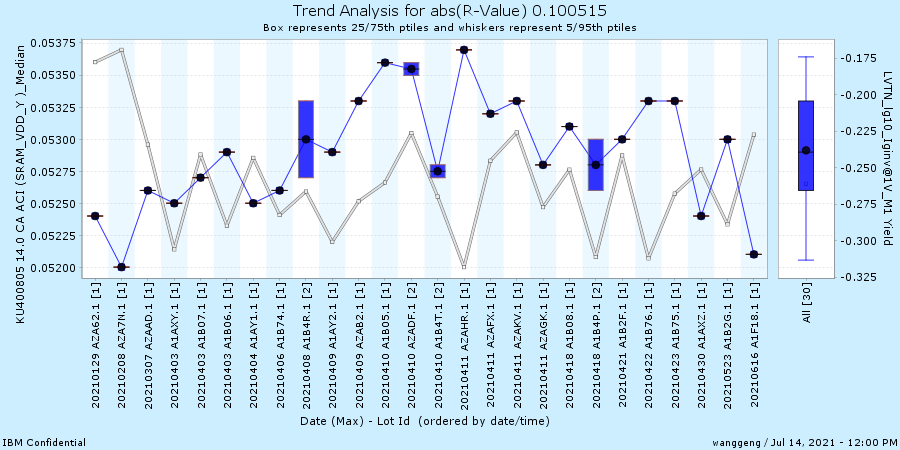 Trend Analysis for abs(R-Value) 0.100515
Box represents 25/75th ptiles and whiskers represent 5/95th ptiles
KU400805 14.0 CA AC1 (SRAM_VDD_Y )_Median
0.05375
0.05350
0.05325
0.05300
0.05275
0.05250
0.05225
0.05200
-0.175
-0.200
-0.225
-0.250
-0.275
-0.300
-0.325
LVTN_lg10_Iginv@1V_M1 Yield
20210129 AZA62.1 [1]
20210208 AZA7N.1 [1]
20210307 AZAAD.1 [1]
20210403 A1AXY.1 [1]
20210403 A1B07.1 [1]
20210403 A1B06.1 [1]
20210404 A1AY1.1 [1]
20210406 A1B74.1 [1]
20210408 A1B4R.1 [2]
20210409 A1AY2.1 [1]
20210409 AZAB2.1 [1]
20210410 A1B05.1 [1]
20210410 AZADF.1 [2]
20210410 A1B4T.1 [2]
20210411 AZAHR.1 [1]
20210411 AZAFX.1 [1]
20210411 AZAKV.1 [1]
20210411 AZAGK.1 [1]
20210418 A1B08.1 [1]
20210418 A1B4P.1 [2]
20210421 A1B2F.1 [1]
20210422 A1B76.1 [1]
20210423 A1B75.1 [1]
20210430 A1AXZ.1 [1]
20210523 A1B2G.1 [1]
20210616 A1F18.1 [1]
All [30]
Date (Max) - Lot Id  (ordered by date/time)
IBM Confidential
wanggeng / Jul 14, 2021 - 12:00 PM